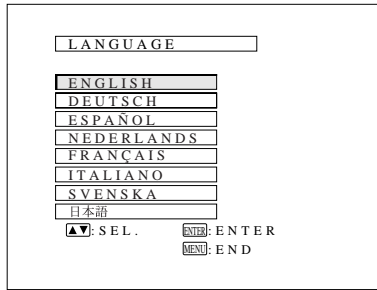 LANGUAGE
ENGLISH
DEUTSCH
ESPAÑOL
NEDERLANDS
FRANÇAIS
ITALIANO
SVENSKA
日本語
▲▼: SEL. ENTER: ENTER
MENU: END